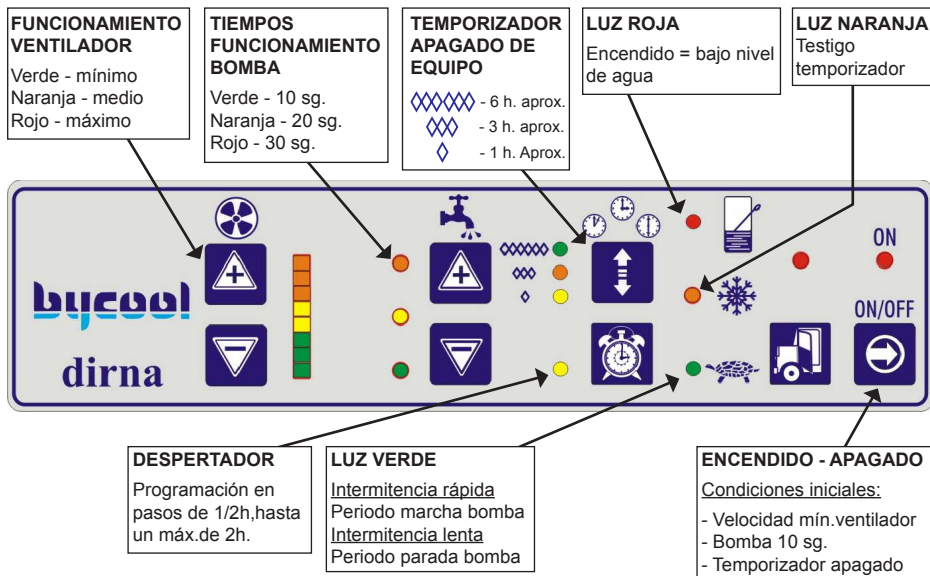 FUNCIONAMIENTO
VENTILADOR
Verde - mínimo
Naranja - medio
Rojo - máximo
TIEMPOS
FUNCIONAMIENTO
BOMBA
Verde - 10 sg.
Naranja - 20 sg.
Rojo - 30 sg.
TEMPORIZADOR
APAGADO DE
EQUIPO
- 6 h. aprox.
- 3 h. aprox.
- 1 h. Aprox.
LUZ ROJA
Encendido = bajo nivel
de agua
LUZ NARANJA
Testigo
temporizador
ON
ON/OFF
bycool
dirna
DESPERTADOR
Programación en
pasos de 1/2h,hasta
un máx.de 2h.
LUZ VERDE
Intermitencia rápida
Periodo marcha bomba
Intermitencia lenta
Periodo parada bomba
ENCENDIDO - APAGADO
Condiciones iniciales:
- Velocidad mín.ventilador
- Bomba 10 sg.
- Temporizador apagado